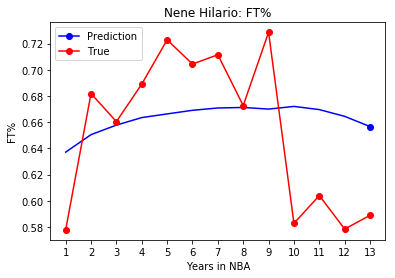 Nene Hilario: FT%
Prediction
True
FT%
0.72
0.70
0.68
0.66
0.64
0.62
0.60
0.58
1 2 3 4 5 6 7 8 9 10 11 12 13
Years in NBA